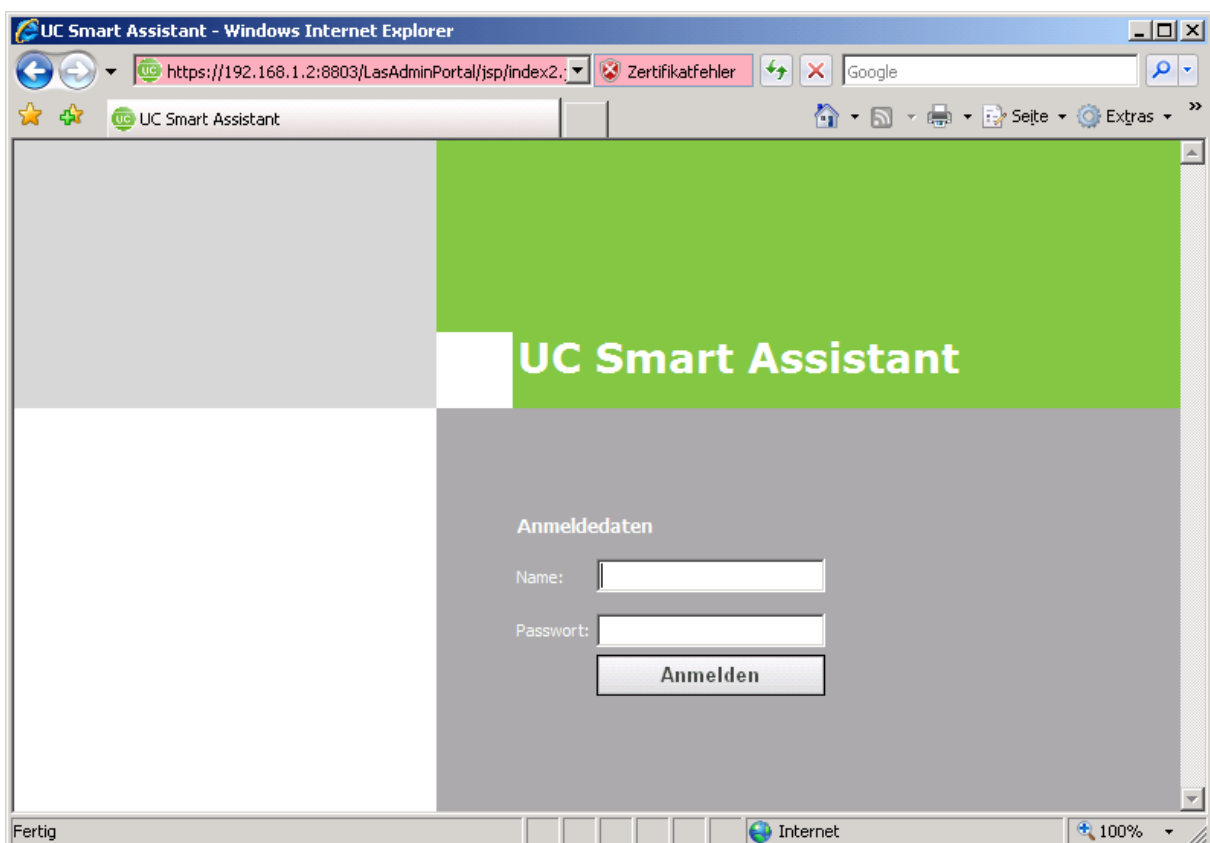 UC Smart Assistant - Windows Internet Explorer
https://192.168.1.2:8803/LasAdminPortal/jsp/index2.j Zertifikatfehler Google
UC Smart Assistant Seite Extras »
UC Smart Assistant
Anmeldedaten
Name:
Passwort:
Anmelden
Fertig Internet 100%